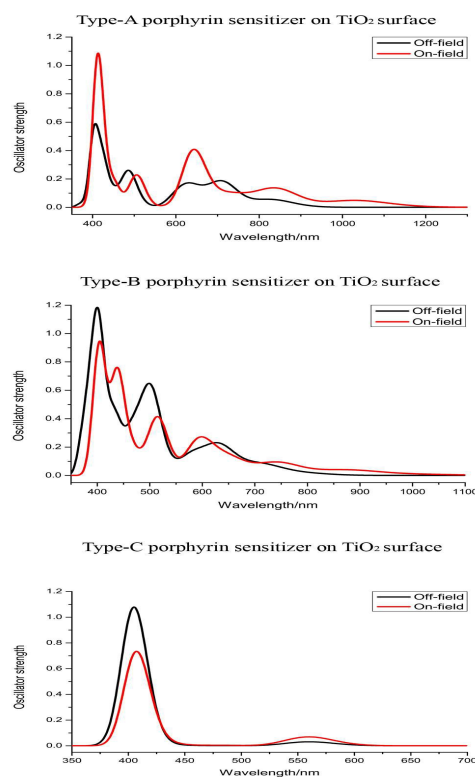 Type-A porphyrin sensitizer on TiO₂ surface
Off-field
On-field
Oscillator strength
1.2
1.0
0.8
0.6
0.4
0.2
0.0
400 600 800 1000 1200
Wavelength/nm
Type-B porphyrin sensitizer on TiO₂ surface
Off-field
On-field
Oscillator strength
1.2
1.0
0.8
0.6
0.4
0.2
0.0
400 500 600 700 800 900 1000 1100
Wavelength/nm
Type-C porphyrin sensitizer on TiO₂ surface
Off-field
On-field
Oscillator strength
1.2
1.0
0.8
0.6
0.4
0.2
0.0
350 400 450 500 550 600 650 700
Wavelength/nm